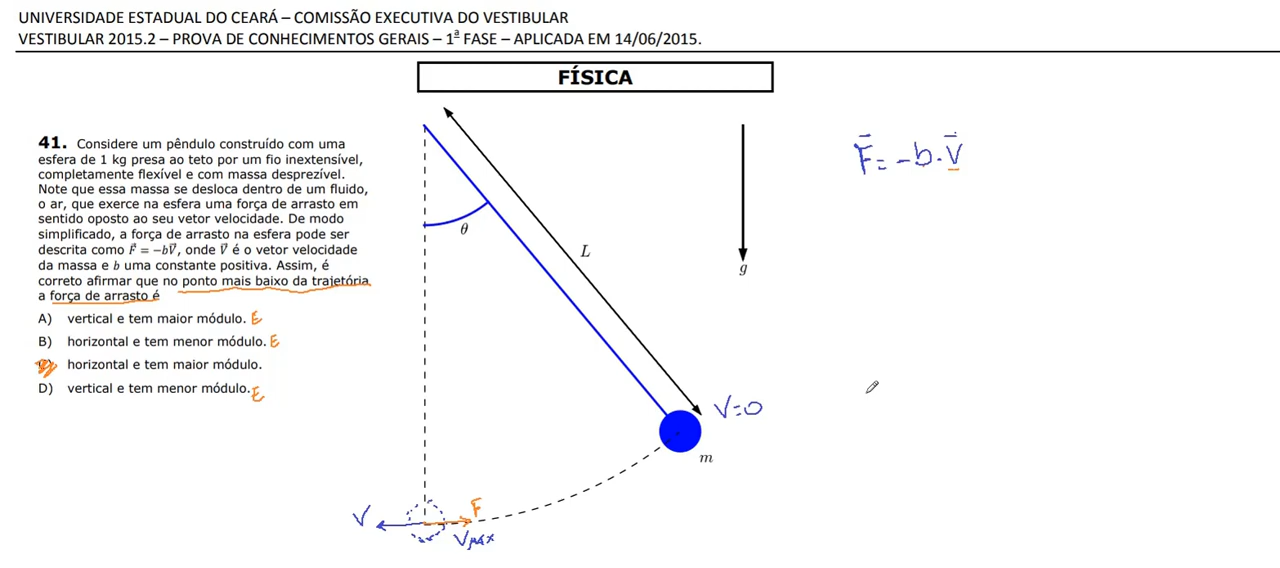 UNIVERSIDADE ESTADUAL DO CEARÁ – COMISSÃO EXECUTIVA DO VESTIBULAR
VESTIBULAR 2015.2 – PROVA DE CONHECIMENTOS GERAIS – 1ª FASE – APLICADA EM 14/06/2015.
FÍSICA
41. Considere um pêndulo construído com uma
esfera de 1 kg presa ao teto por um fio inextensível,
completamente flexível e com massa desprezível.
Note que essa massa se desloca dentro de um fluido,
o ar, que exerce na esfera uma força de arrasto em
sentido oposto ao seu vetor velocidade. De modo
simplificado, a força de arrasto na esfera pode ser
descrita como F⃗ = −bV⃗, onde V⃗ é o vetor velocidade
da massa e b uma constante positiva. Assim, é
correto afirmar que no ponto mais baixo da trajetória
a força de arrasto é
A) vertical e tem maior módulo. E
B) horizontal e tem menor módulo. E
C) horizontal e tem maior módulo.
D) vertical e tem menor módulo. E
θ
L
g
m
V=0
V
F
VMÁX
F⃗ = -b.V⃗